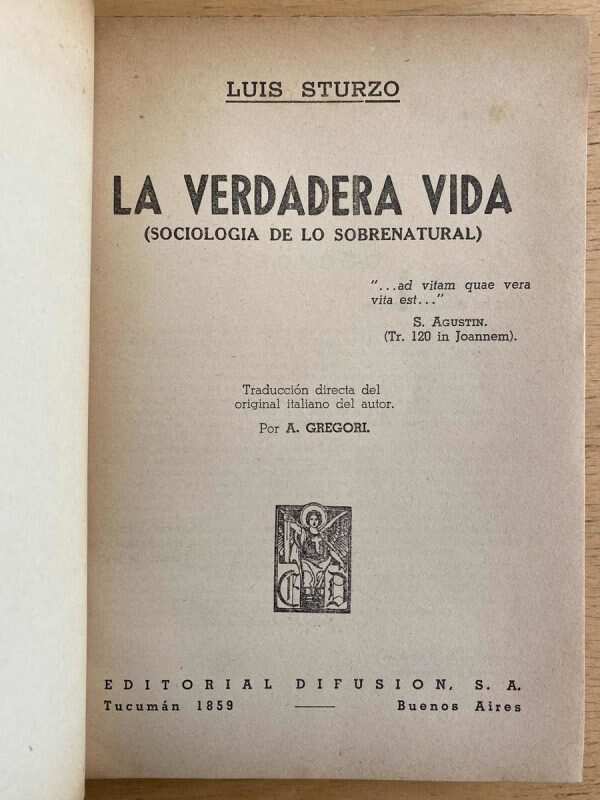 LUIS STURZO
LA VERDADERA VIDA
(SOCIOLOGIA DE LO SOBRENATURAL)
"...ad vitam quae vera
vita est..."
S. AGUSTIN.
(Tr. 120 in Joannem).
Traducción directa del
original italiano del autor.
Por A. GREGORI.
E D
EDITORIAL DIFUSION, S. A.
Tucumán 1859 — Buenos Aires